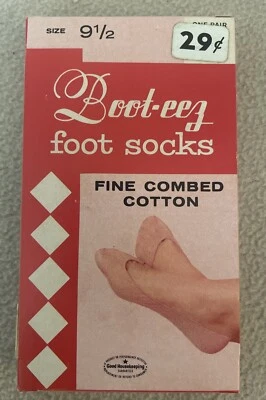 SIZE 9½ ONE PAIR
29¢
Boot-eez
foot socks
FINE COMBED
COTTON
Good Housekeeping